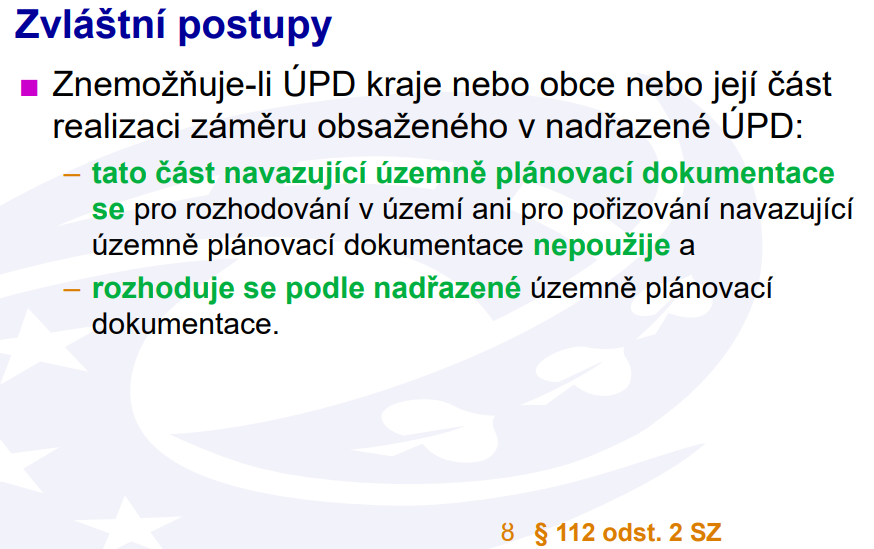 Zvláštní postupy
■ Znemožňuje-li ÚPD kraje nebo obce nebo její část
realizaci záměru obsaženého v nadřazené ÚPD:
– tato část navazující územně plánovací dokumentace
se pro rozhodování v území ani pro pořizování navazující
územně plánovací dokumentace nepoužije a
– rozhoduje se podle nadřazené územně plánovací
dokumentace.
8 § 112 odst. 2 SZ